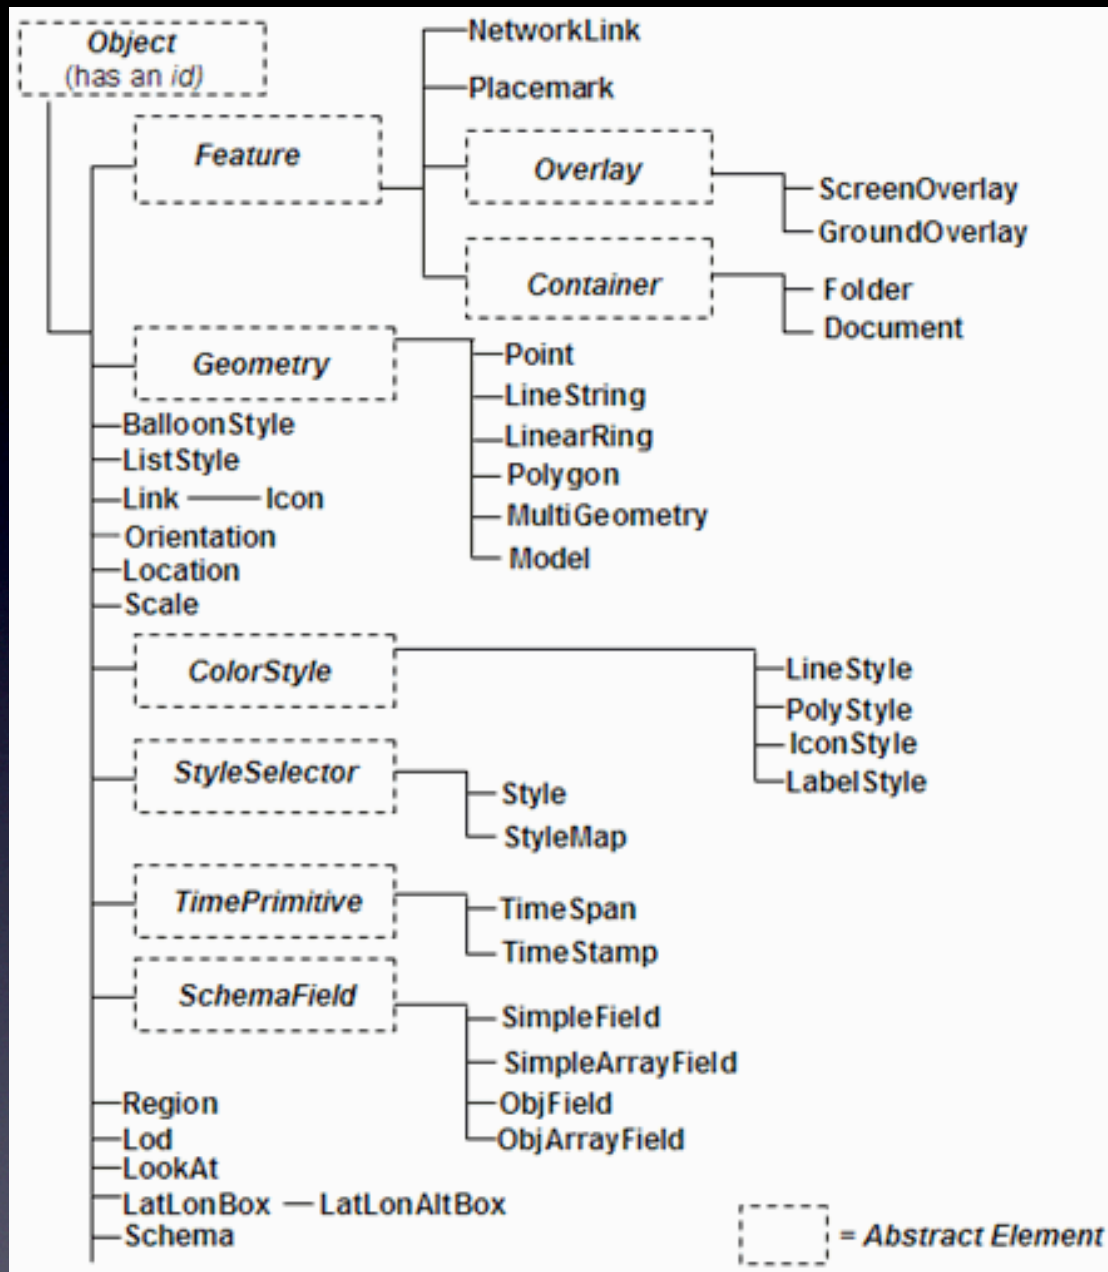 Object
(has an id)
NetworkLink
Placemark
Feature
Overlay
ScreenOverlay
GroundOverlay
Container
Folder
Document
Geometry
Point
LineString
LinearRing
Polygon
MultiGeometry
Model
BalloonStyle
ListStyle
Link
Icon
Orientation
Location
Scale
ColorStyle
LineStyle
PolyStyle
IconStyle
LabelStyle
StyleSelector
Style
StyleMap
TimePrimitive
TimeSpan
TimeStamp
SchemaField
SimpleField
SimpleArrayField
ObjField
ObjArrayField
Region
Lod
LookAt
LatLonBox
LatLonAltBox
Schema
= Abstract Element